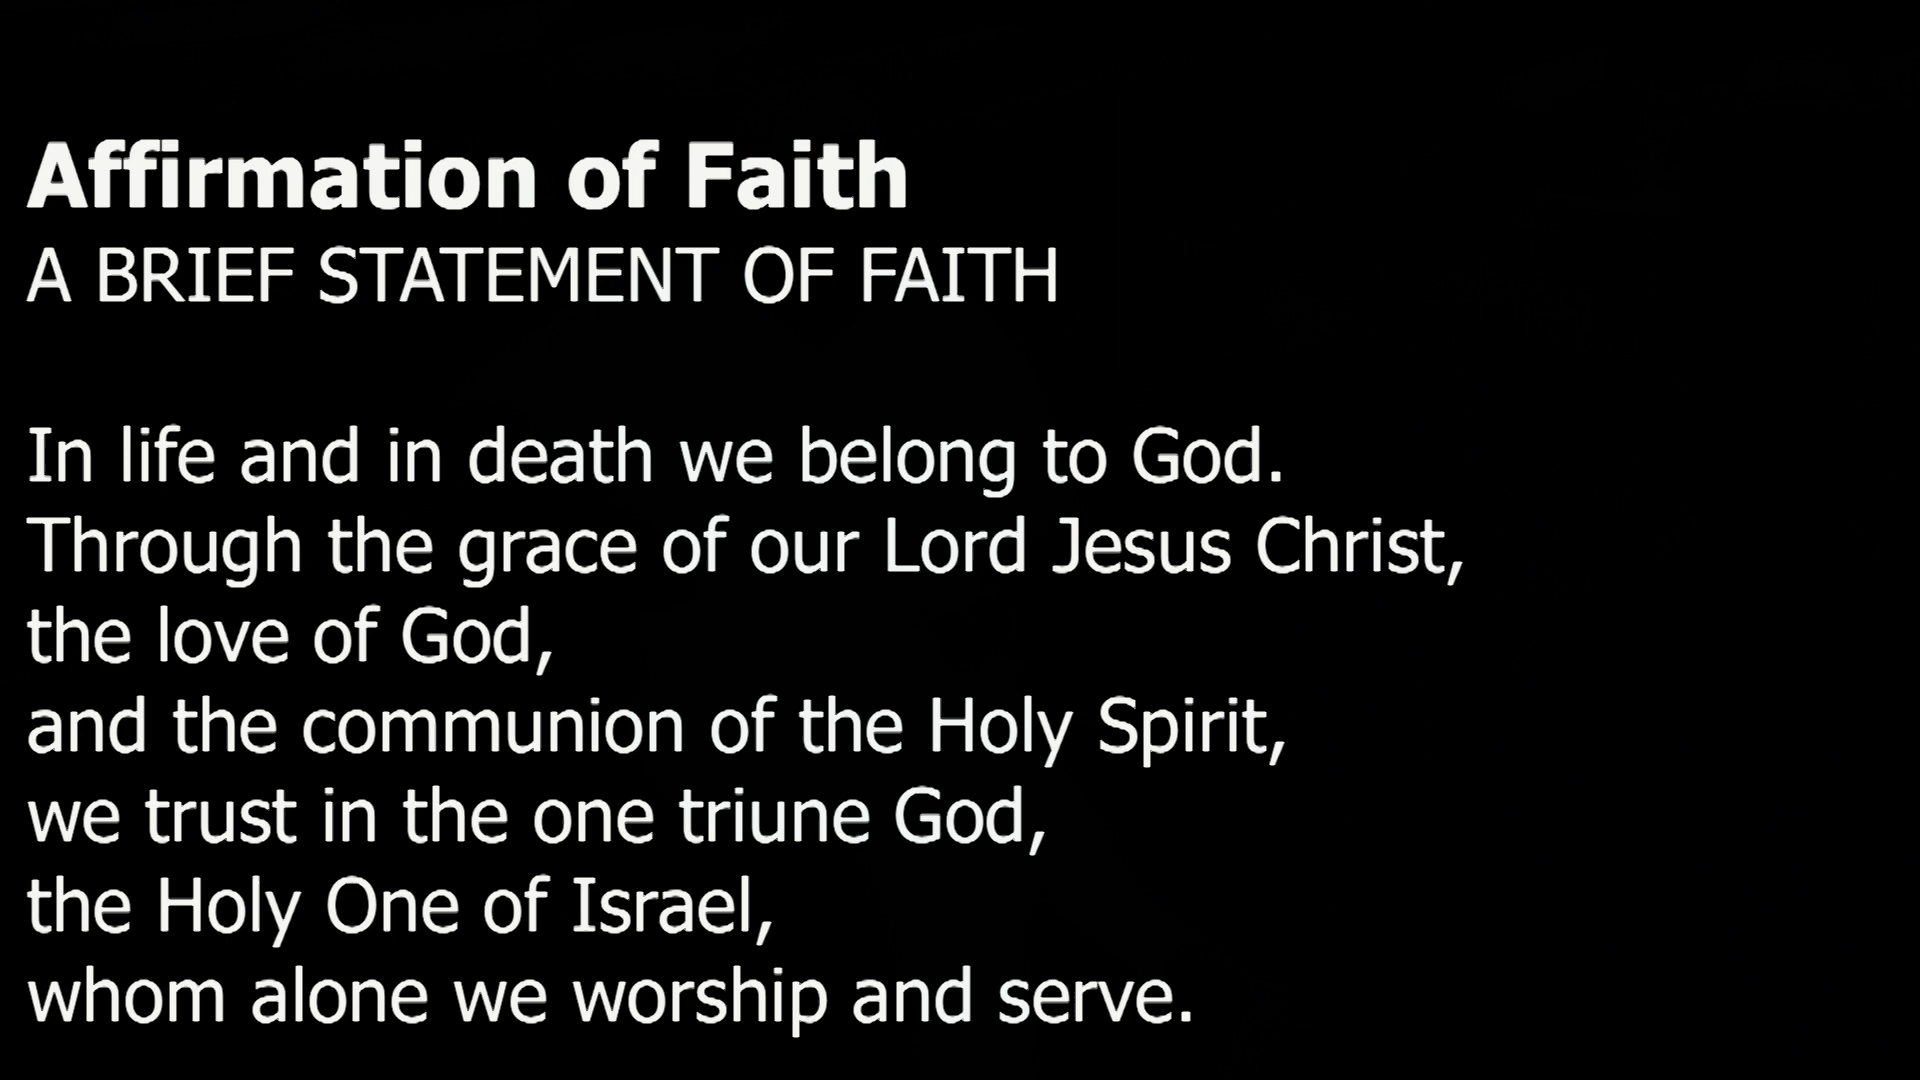 Affirmation of Faith
A BRIEF STATEMENT OF FAITH
In life and in death we belong to God.
Through the grace of our Lord Jesus Christ,
the love of God,
and the communion of the Holy Spirit,
we trust in the one triune God,
the Holy One of Israel,
whom alone we worship and serve.